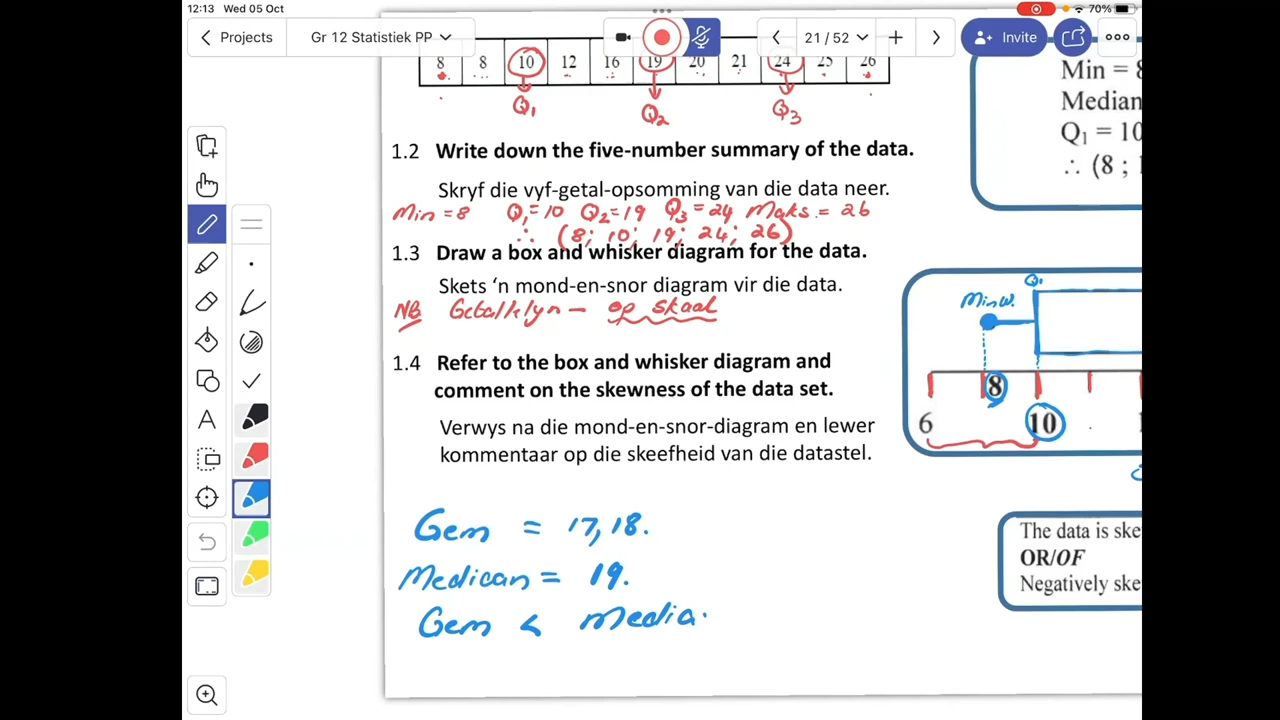 12:13 Wed 05 Oct 70%
Projects Gr 12 Statistiek PP 21 / 52 Invite
8 8 10 12 16 19 20 21 24 25 26
Q₁ Q₂ Q₃
1.2 Write down the five-number summary of the data.
Skryf die vyf-getal-opsomming van die data neer.
Min = 8 Q₁ = 10 Q₂ = 19 Q₃ = 24 Maks. = 26
∴ (8; 10; 19; 24; 26)
1.3 Draw a box and whisker diagram for the data.
Skets ‘n mond-en-snor diagram vir die data.
NB Getallelyn – op skaal
1.4 Refer to the box and whisker diagram and
comment on the skewness of the data set.
Verwys na die mond-en-snor-diagram en lewer
kommentaar op die skeefheid van die datastel.
Gem = 17,18.
Medican = 19.
Gem < Media.
Min = 8
Median
Q₁ = 10
∴ (8 ; 1
Q₁
Min W.
8
6 10 1
The data is ske
OR/OF
Negatively ske
A